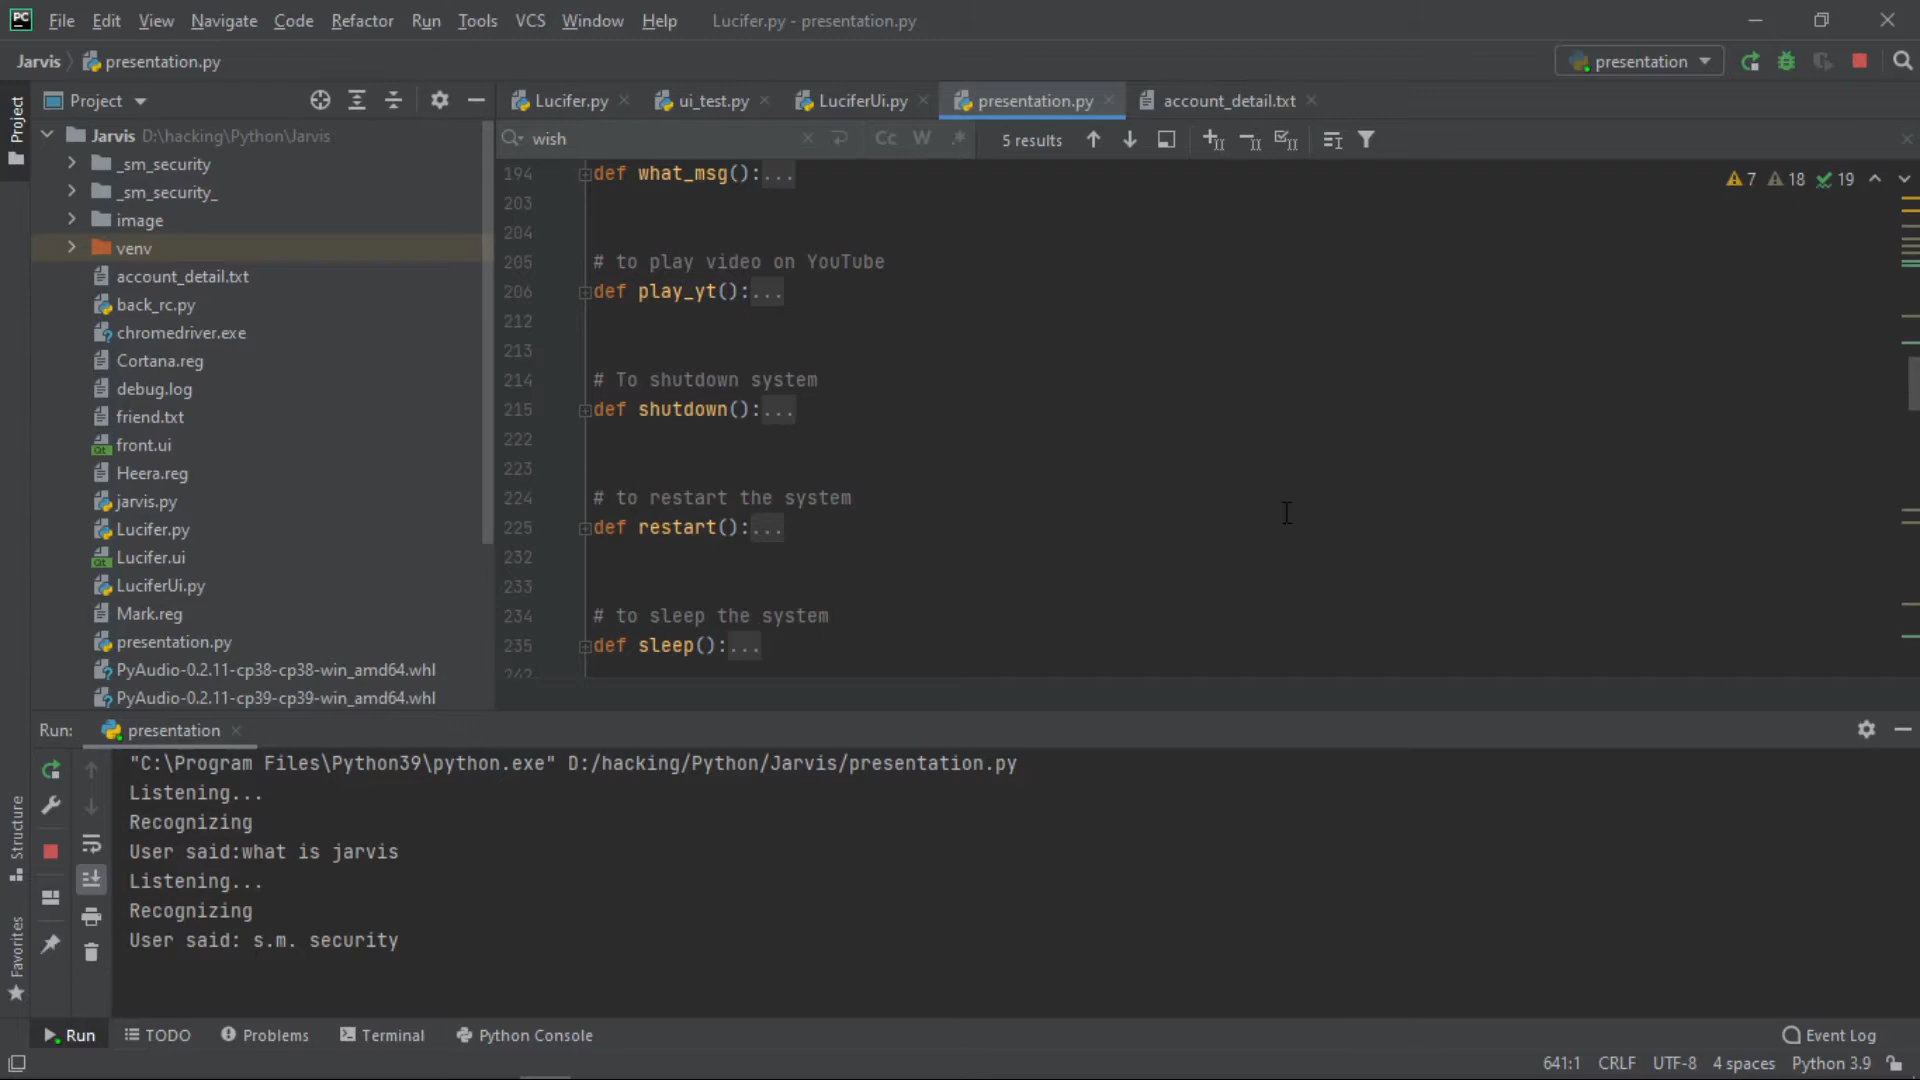 PC File Edit View Navigate Code Refactor Run Tools VCS Window Help Lucifer.py - presentation.py
Jarvis presentation.py presentation
Project
Project Lucifer.py ui_test.py LuciferUi.py presentation.py account_detail.txt
Jarvis D:\hacking\Python\Jarvis
_sm_security
_sm_security_
image
venv
account_detail.txt
back_rc.py
chromedriver.exe
Cortana.reg
debug.log
friend.txt
front.ui
Heera.reg
jarvis.py
Lucifer.py
Lucifer.ui
LuciferUi.py
Mark.reg
presentation.py
PyAudio-0.2.11-cp38-cp38-win_amd64.whl
PyAudio-0.2.11-cp39-cp39-win_amd64.whl
wish Cc W .* 5 results
7 18 19
194 def what_msg():...
203
204
205 # to play video on YouTube
206 def play_yt():...
212
213
214 # To shutdown system
215 def shutdown():...
222
223
224 # to restart the system
225 def restart():...
232
233
234 # to sleep the system
235 def sleep():...
242
Run: presentation
"C:\Program Files\Python39\python.exe" D:/hacking/Python/Jarvis/presentation.py
Listening...
Recognizing
User said:what is jarvis
Listening...
Recognizing
User said: s.m. security
Structure
Favorites
Run TODO Problems Terminal Python Console Event Log
641:1 CRLF UTF-8 4 spaces Python 3.9